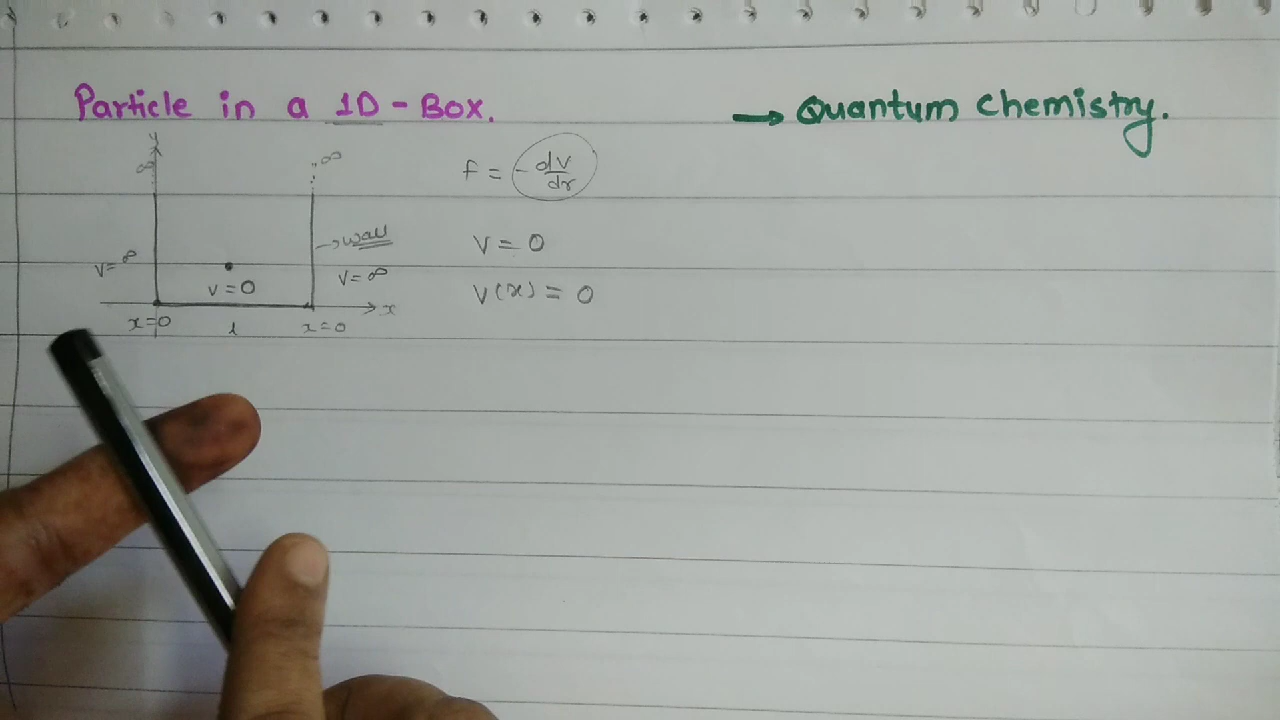 Particle in a 1D-Box.
→ Quantum Chemistry.
y
∞
∞
f = -dv/dr
→ wall
v=∞
v=0
v=∞
x
x=0
l
x=0
v=0
v(x)=0